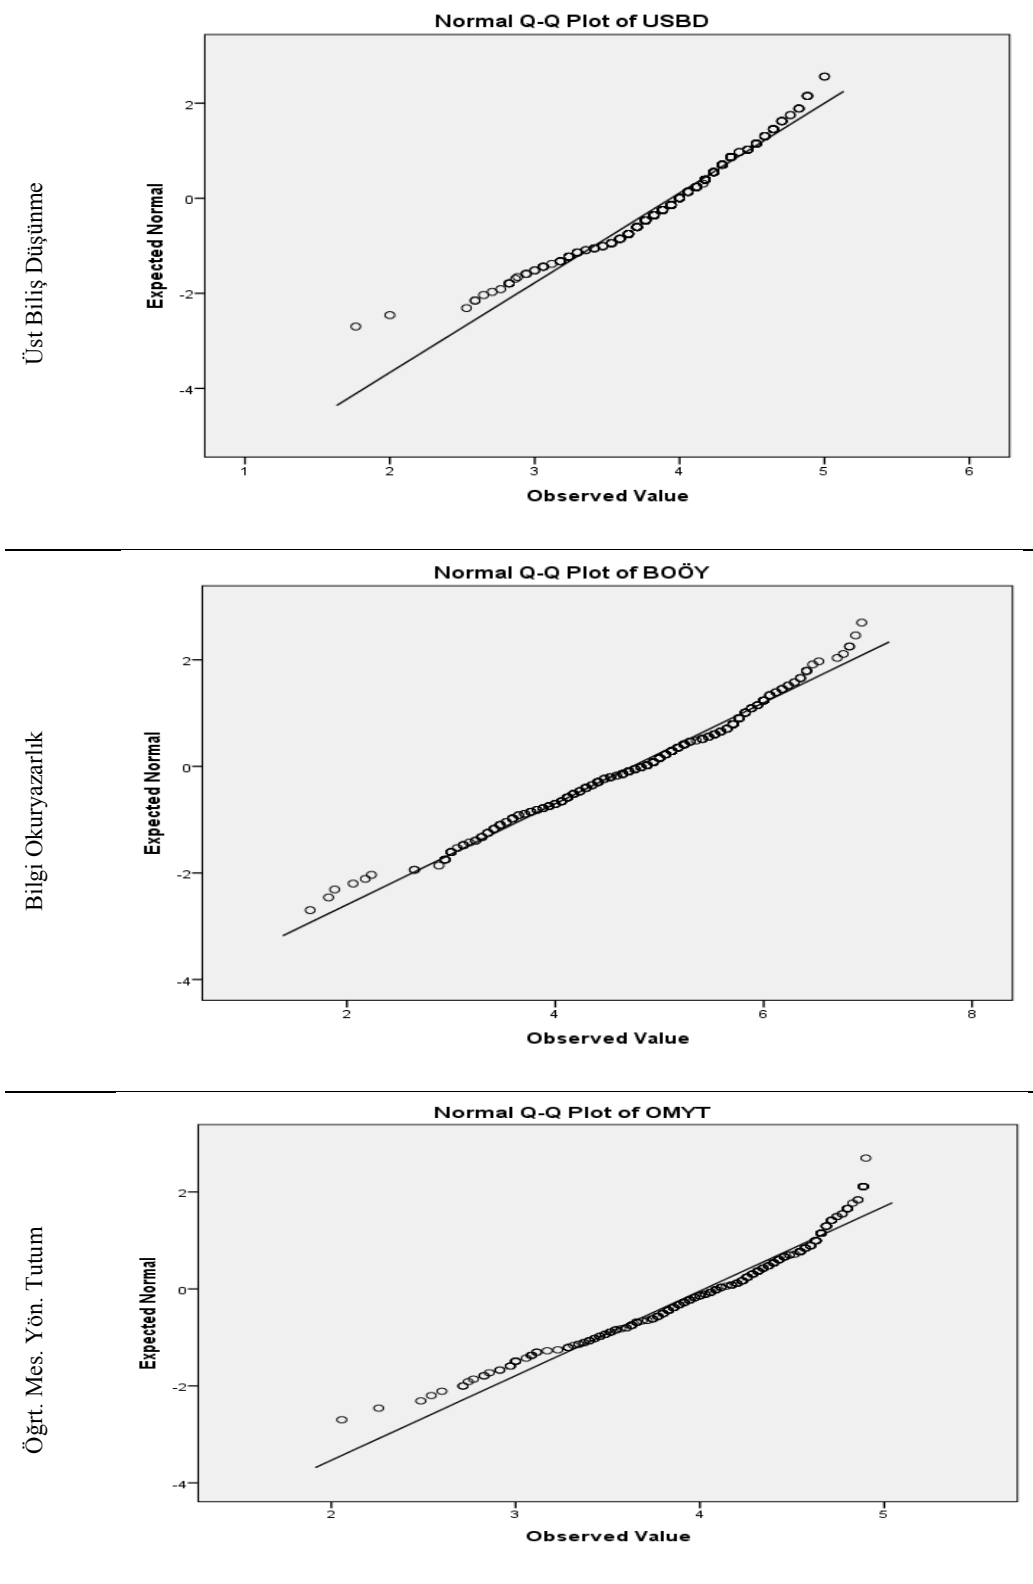 Üst Biliş Düşünme
Normal Q-Q Plot of USBD
Expected Normal
2
0
-2
-4
1 2 3 4 5 6
Observed Value
Bilgi Okuryazarlık
Normal Q-Q Plot of BOÖY
Expected Normal
2
0
-2
-4
2 4 6 8
Observed Value
Öğrt. Mes. Yön. Tutum
Normal Q-Q Plot of OMYT
Expected Normal
2
0
-2
-4
2 3 4 5
Observed Value